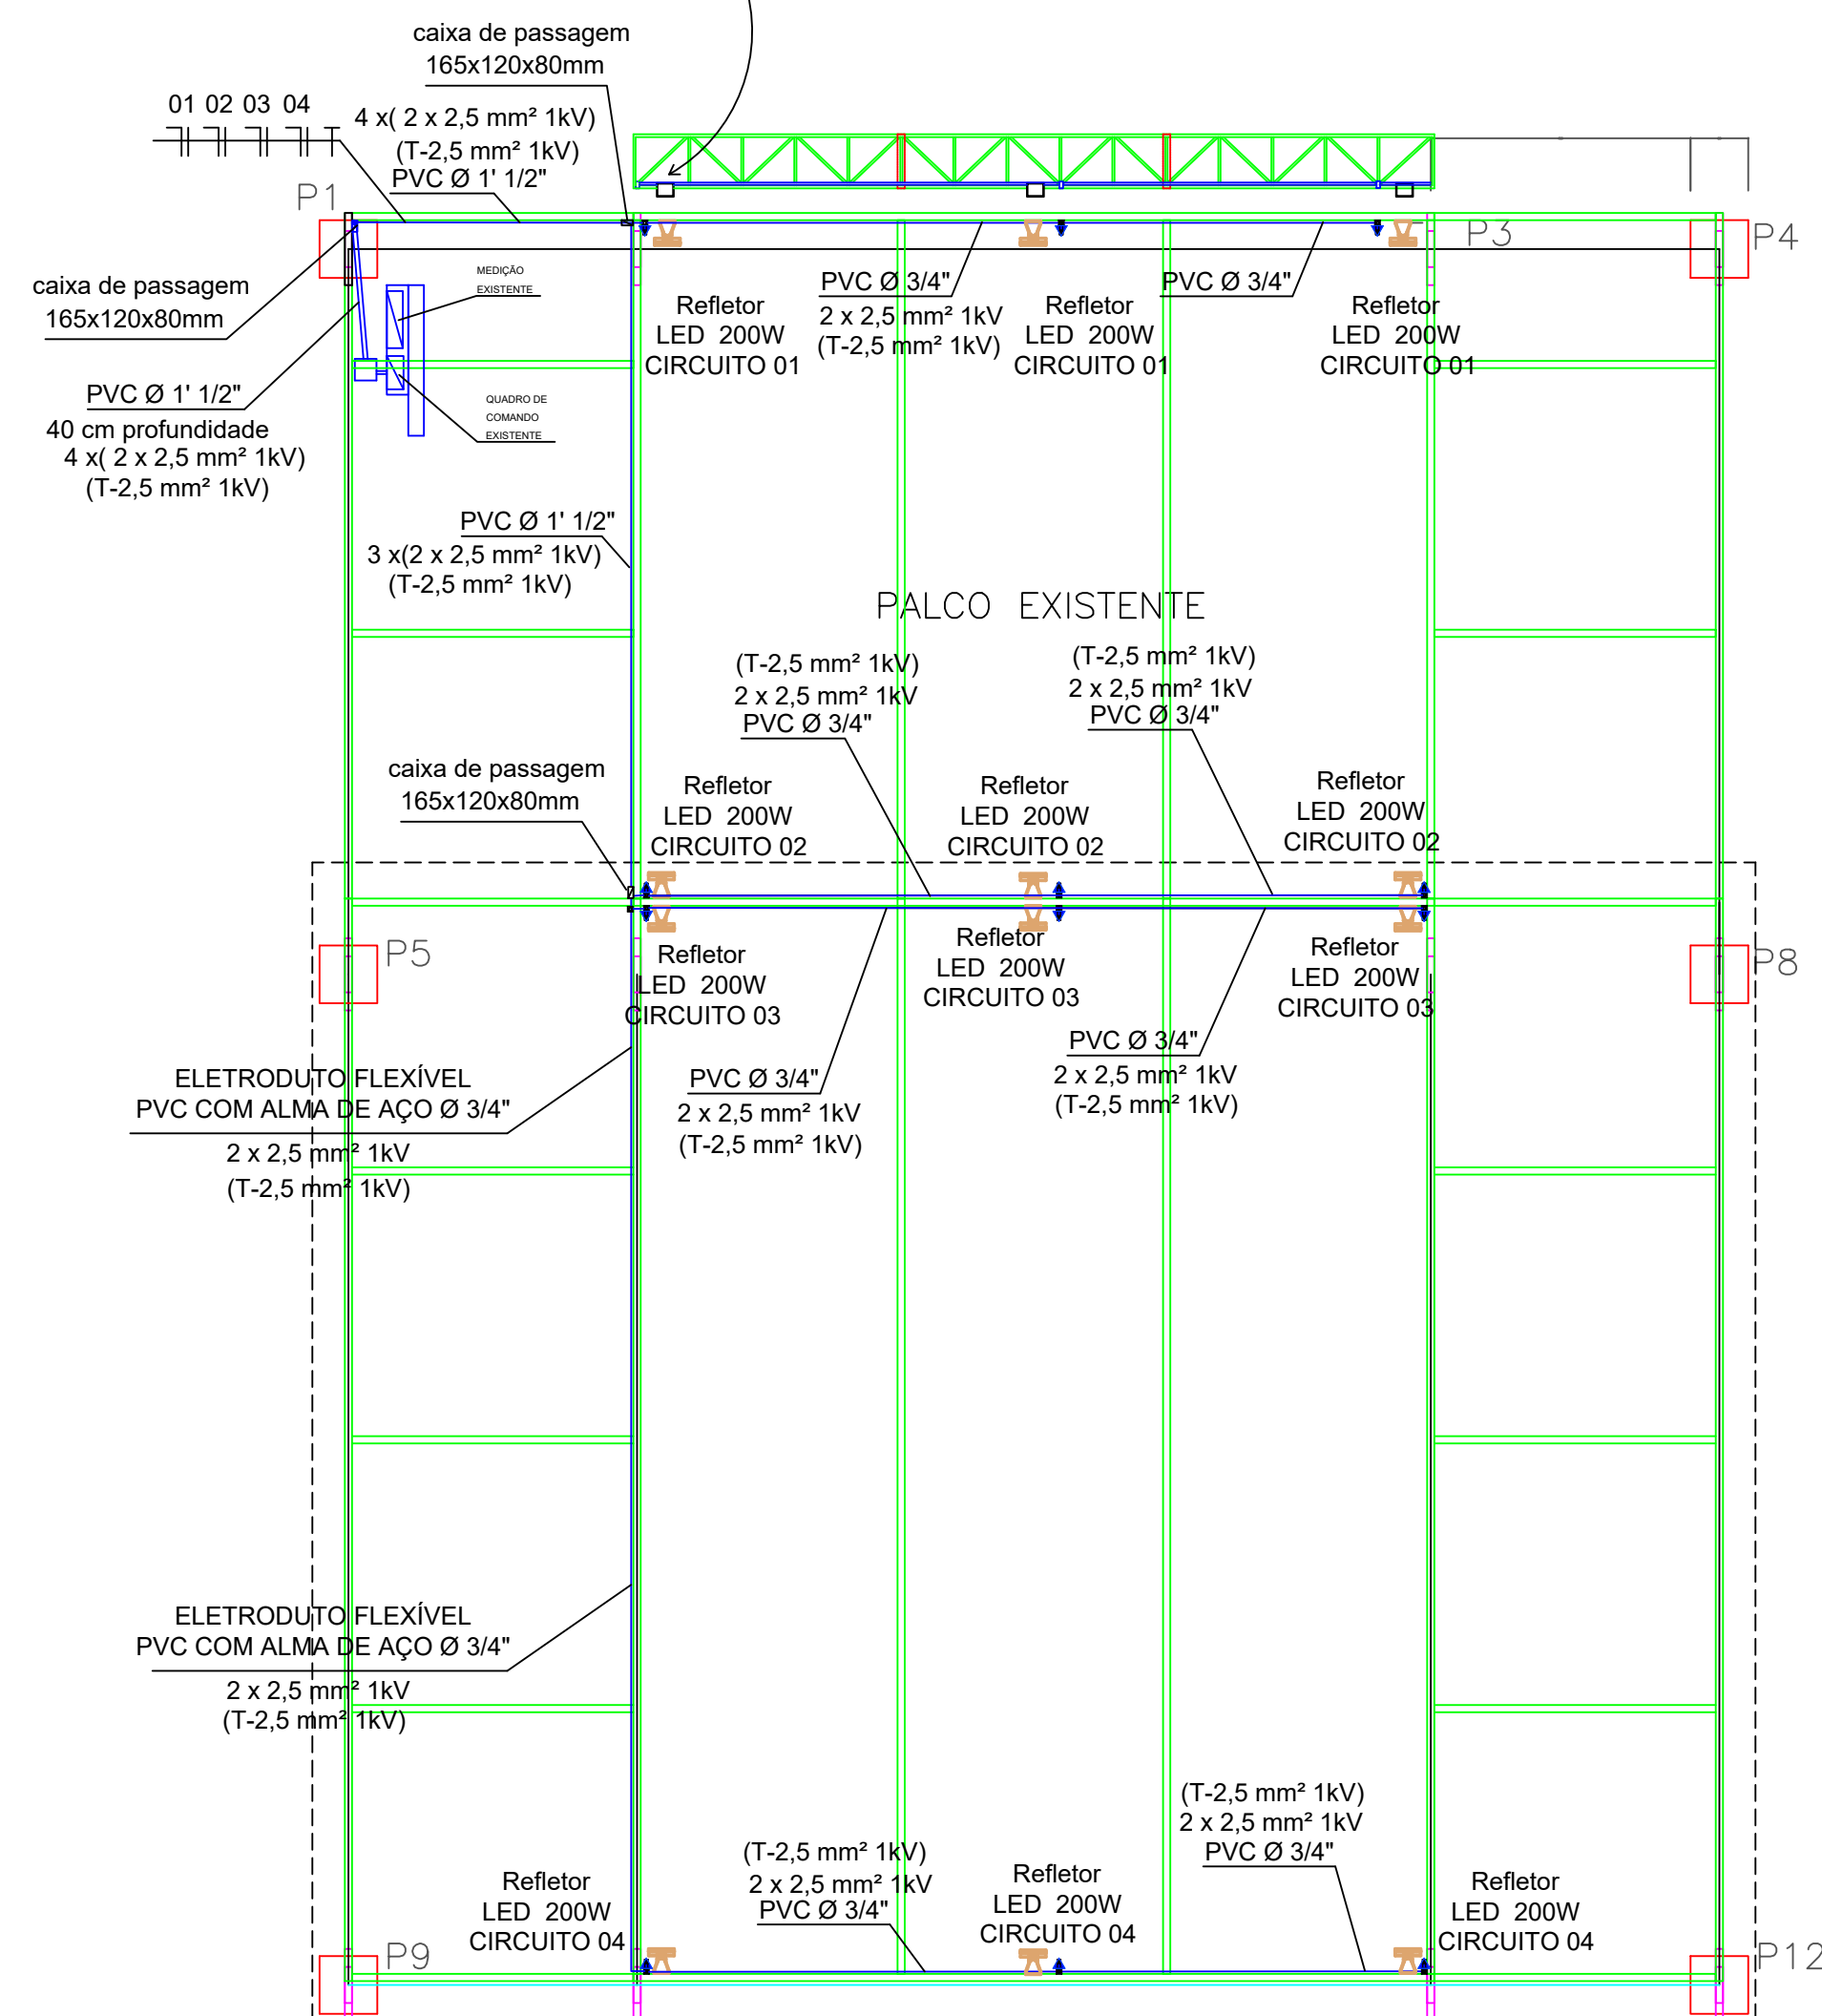 caixa de passagem
165x120x80mm
01 02 03 04
4 x( 2 x 2,5 mm² 1kV)
(T-2,5 mm² 1kV)
PVC Ø 1' 1/2"
P1
P3
P4
caixa de passagem
165x120x80mm
MEDIÇÃO
EXISTENTE
PVC Ø 3/4"
2 x 2,5 mm² 1kV
(T-2,5 mm² 1kV)
PVC Ø 3/4"
Refletor
LED 200W
CIRCUITO 01
Refletor
LED 200W
CIRCUITO 01
Refletor
LED 200W
CIRCUITO 01
PVC Ø 1' 1/2"
40 cm profundidade
4 x( 2 x 2,5 mm² 1kV)
(T-2,5 mm² 1kV)
QUADRO DE
COMANDO
EXISTENTE
PVC Ø 1' 1/2"
3 x(2 x 2,5 mm² 1kV)
(T-2,5 mm² 1kV)
PALCO EXISTENTE
(T-2,5 mm² 1kV)
2 x 2,5 mm² 1kV
PVC Ø 3/4"
(T-2,5 mm² 1kV)
2 x 2,5 mm² 1kV
PVC Ø 3/4"
caixa de passagem
165x120x80mm
Refletor
LED 200W
CIRCUITO 02
Refletor
LED 200W
CIRCUITO 02
Refletor
LED 200W
CIRCUITO 02
P5
P8
Refletor
LED 200W
CIRCUITO 03
Refletor
LED 200W
CIRCUITO 03
Refletor
LED 200W
CIRCUITO 03
ELETRODUTO FLEXÍVEL
PVC COM ALMA DE AÇO Ø 3/4"
2 x 2,5 mm² 1kV
(T-2,5 mm² 1kV)
PVC Ø 3/4"
2 x 2,5 mm² 1kV
(T-2,5 mm² 1kV)
PVC Ø 3/4"
2 x 2,5 mm² 1kV
(T-2,5 mm² 1kV)
ELETRODUTO FLEXÍVEL
PVC COM ALMA DE AÇO Ø 3/4"
2 x 2,5 mm² 1kV
(T-2,5 mm² 1kV)
(T-2,5 mm² 1kV)
2 x 2,5 mm² 1kV
PVC Ø 3/4"
(T-2,5 mm² 1kV)
2 x 2,5 mm² 1kV
PVC Ø 3/4"
Refletor
LED 200W
CIRCUITO 04
Refletor
LED 200W
CIRCUITO 04
Refletor
LED 200W
CIRCUITO 04
P9
P12